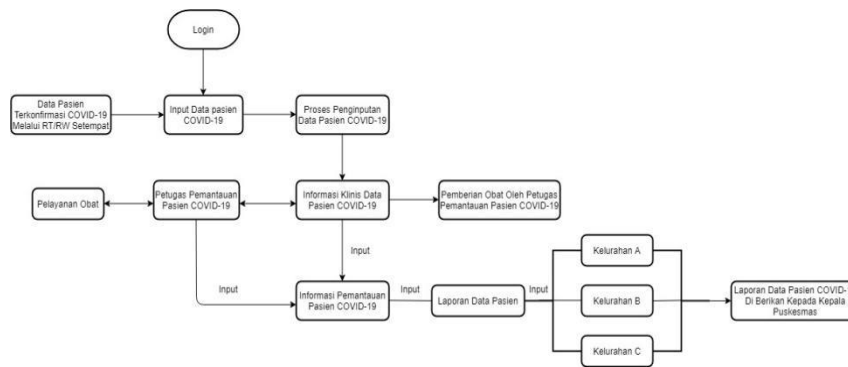 Login
Data Pasien
Terkonfirmasi COVID-19
Melalui RT/RW Setempat
Input Data pasien
COVID-19
Proses Penginputan
Data Pasien COVID-19
Pelayanan Obat
Petugas Pemantauan
Pasien COVID-19
Informasi Klinis Data
Pasien COVID-19
Pemberian Obat Oleh Petugas
Pemantauan Pasien COVID-19
Input
Input
Informasi Pemantauan
Pasien COVID-19
Input
Laporan Data Pasien
Input
Kelurahan A
Kelurahan B
Kelurahan C
Laporan Data Pasien COVID-1
Di Berikan Kepada Kepala
Puskesmas